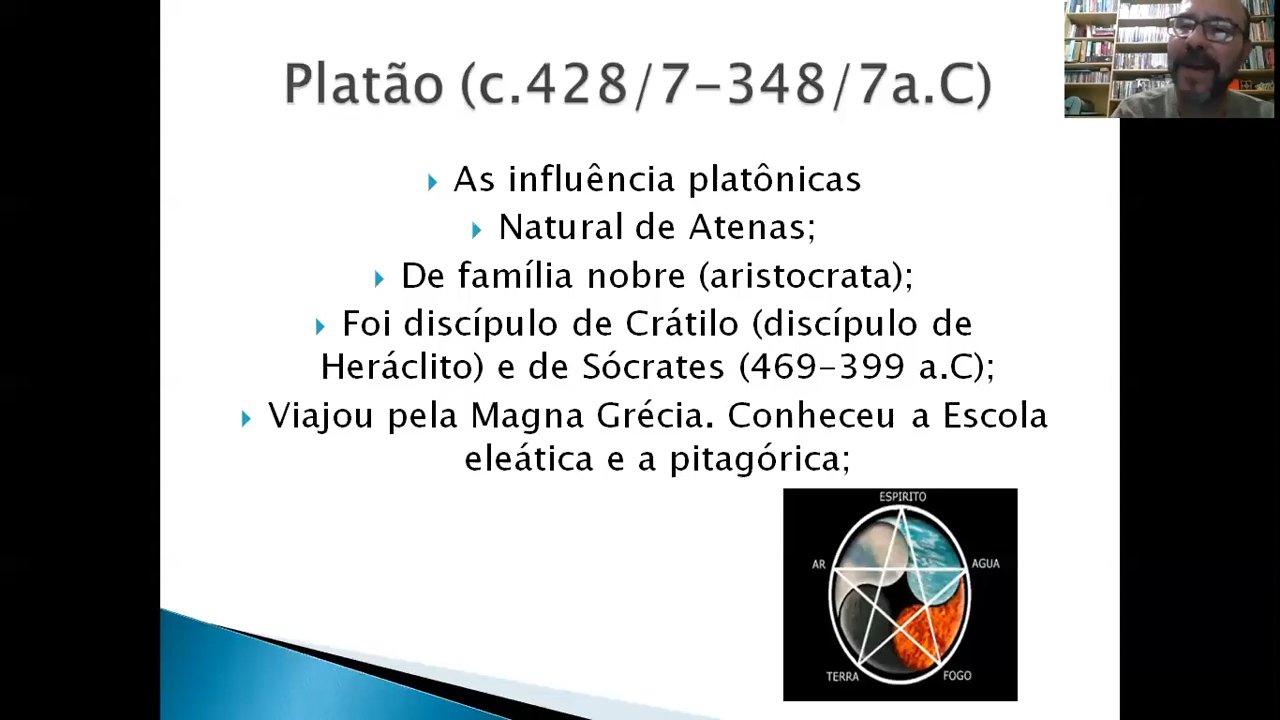 Platão (c.428/7-348/7a.C)
As influência platônicas
Natural de Atenas;
De família nobre (aristocrata);
Foi discípulo de Crátilo (discípulo de
Heráclito) e de Sócrates (469-399 a.C);
Viajou pela Magna Grécia. Conheceu a Escola
eleática e a pitagórica;
ESPIRITO
AR
AGUA
TERRA
FOGO